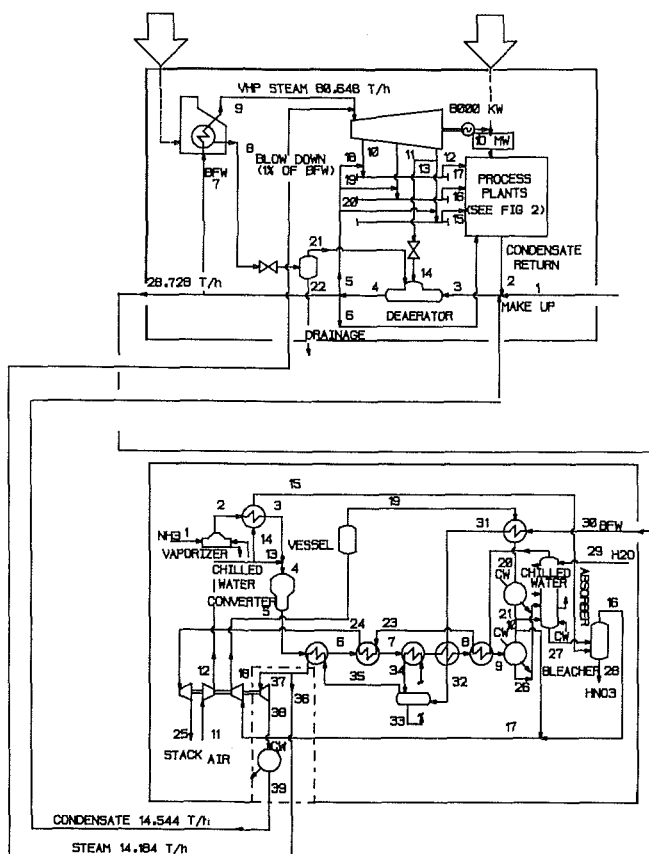 VHP STEAM 80.648 T/h
9
8000 KW
8
10
11
12
10 MW
BLOW DOWN
(1% OF BFW)
18
13
17
PROCESS
PLANTS
(SEE FIG 2)
BFW
7
19
16
20
15
21
CONDENSATE
RETURN
28.728 T/h
22
5
4
14
3
2
1
6
DEAERATOR
MAKE UP
DRAINAGE
15
2
3
19
31
30 BFW
NH3
1
14
13
VESSEL
29
H2O
VAPORIZER
4
CHILLED
WATER
CONVERTER
5
20
CW
CHILLED
WATER
ABSORBER
16
24
23
21
CW
CW
27
12
18
37
6
7
8
35
34
32
9
26
BLEACHER
28
36
HNO3
38
33
25
11
17
STACK
AIR
CW
39
CONDENSATE 14.544 T/h
STEAM 14.184 T/h